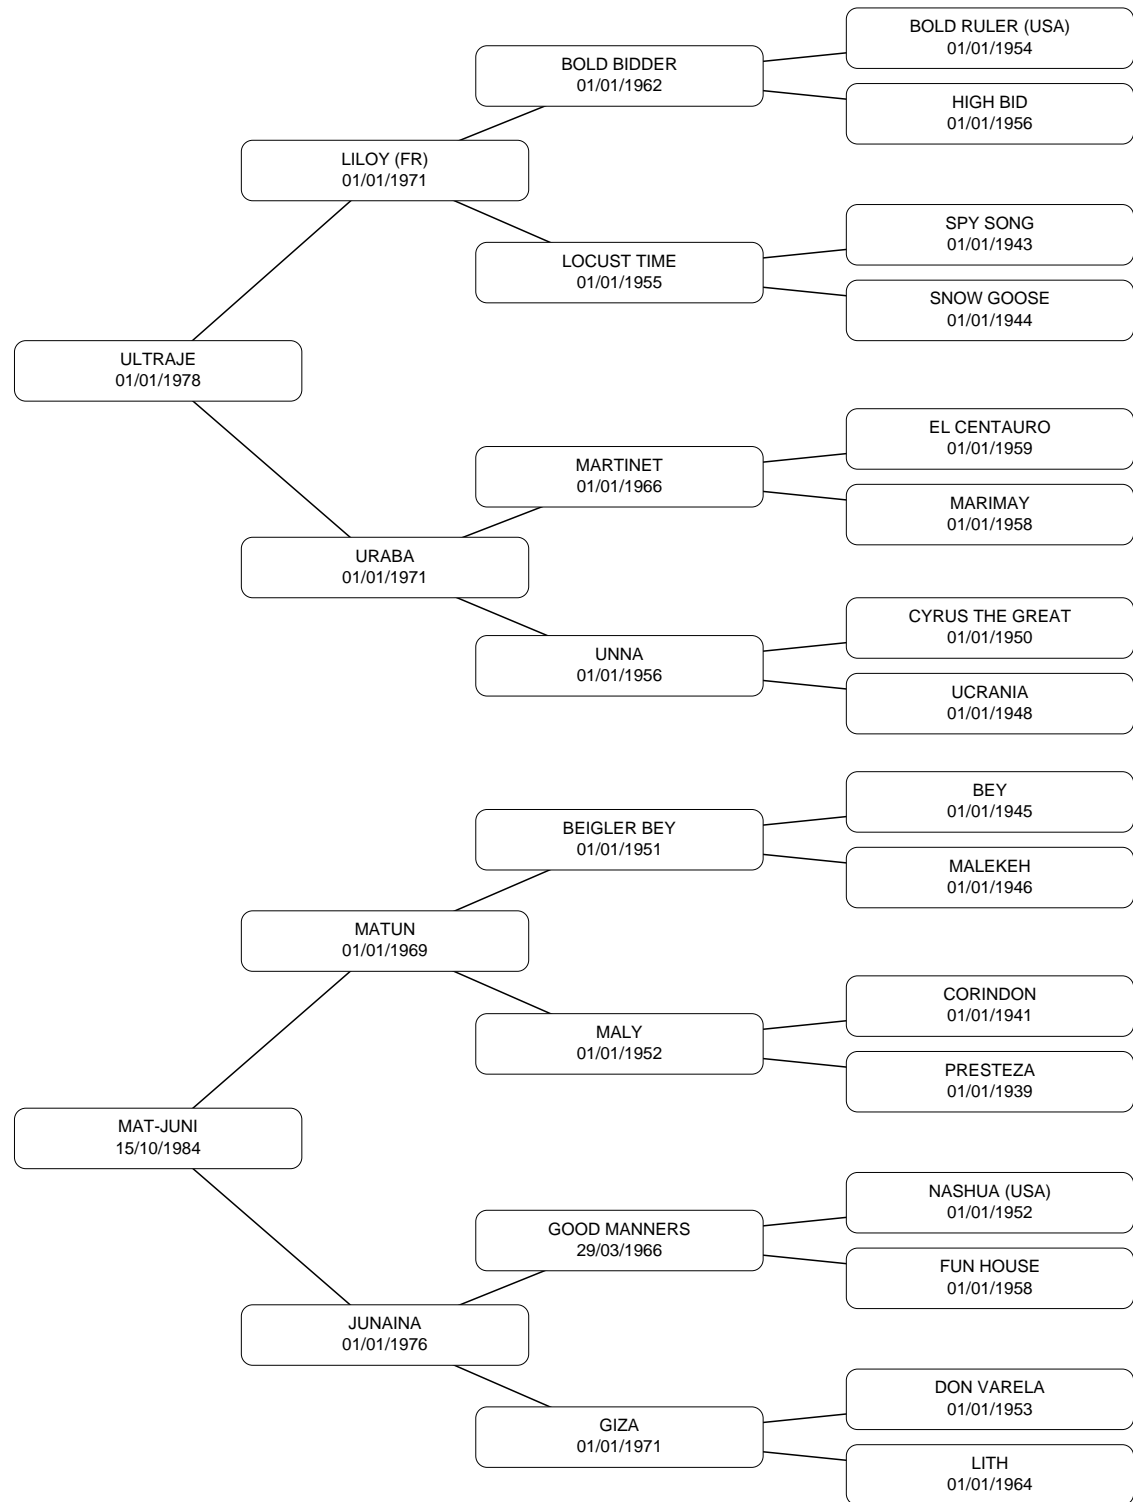 BOLD RULER (USA)
01/01/1954
BOLD BIDDER
01/01/1962
HIGH BID
01/01/1956
LILOY (FR)
01/01/1971
SPY SONG
01/01/1943
LOCUST TIME
01/01/1955
SNOW GOOSE
01/01/1944
ULTRAJE
01/01/1978
EL CENTAURO
01/01/1959
MARTINET
01/01/1966
MARIMAY
01/01/1958
URABA
01/01/1971
CYRUS THE GREAT
01/01/1950
UNNA
01/01/1956
UCRANIA
01/01/1948
BEY
01/01/1945
BEIGLER BEY
01/01/1951
MALEKEH
01/01/1946
MATUN
01/01/1969
CORINDON
01/01/1941
MALY
01/01/1952
PRESTEZA
01/01/1939
MAT-JUNI
15/10/1984
NASHUA (USA)
01/01/1952
GOOD MANNERS
29/03/1966
FUN HOUSE
01/01/1958
JUNAINA
01/01/1976
DON VARELA
01/01/1953
GIZA
01/01/1971
LITH
01/01/1964